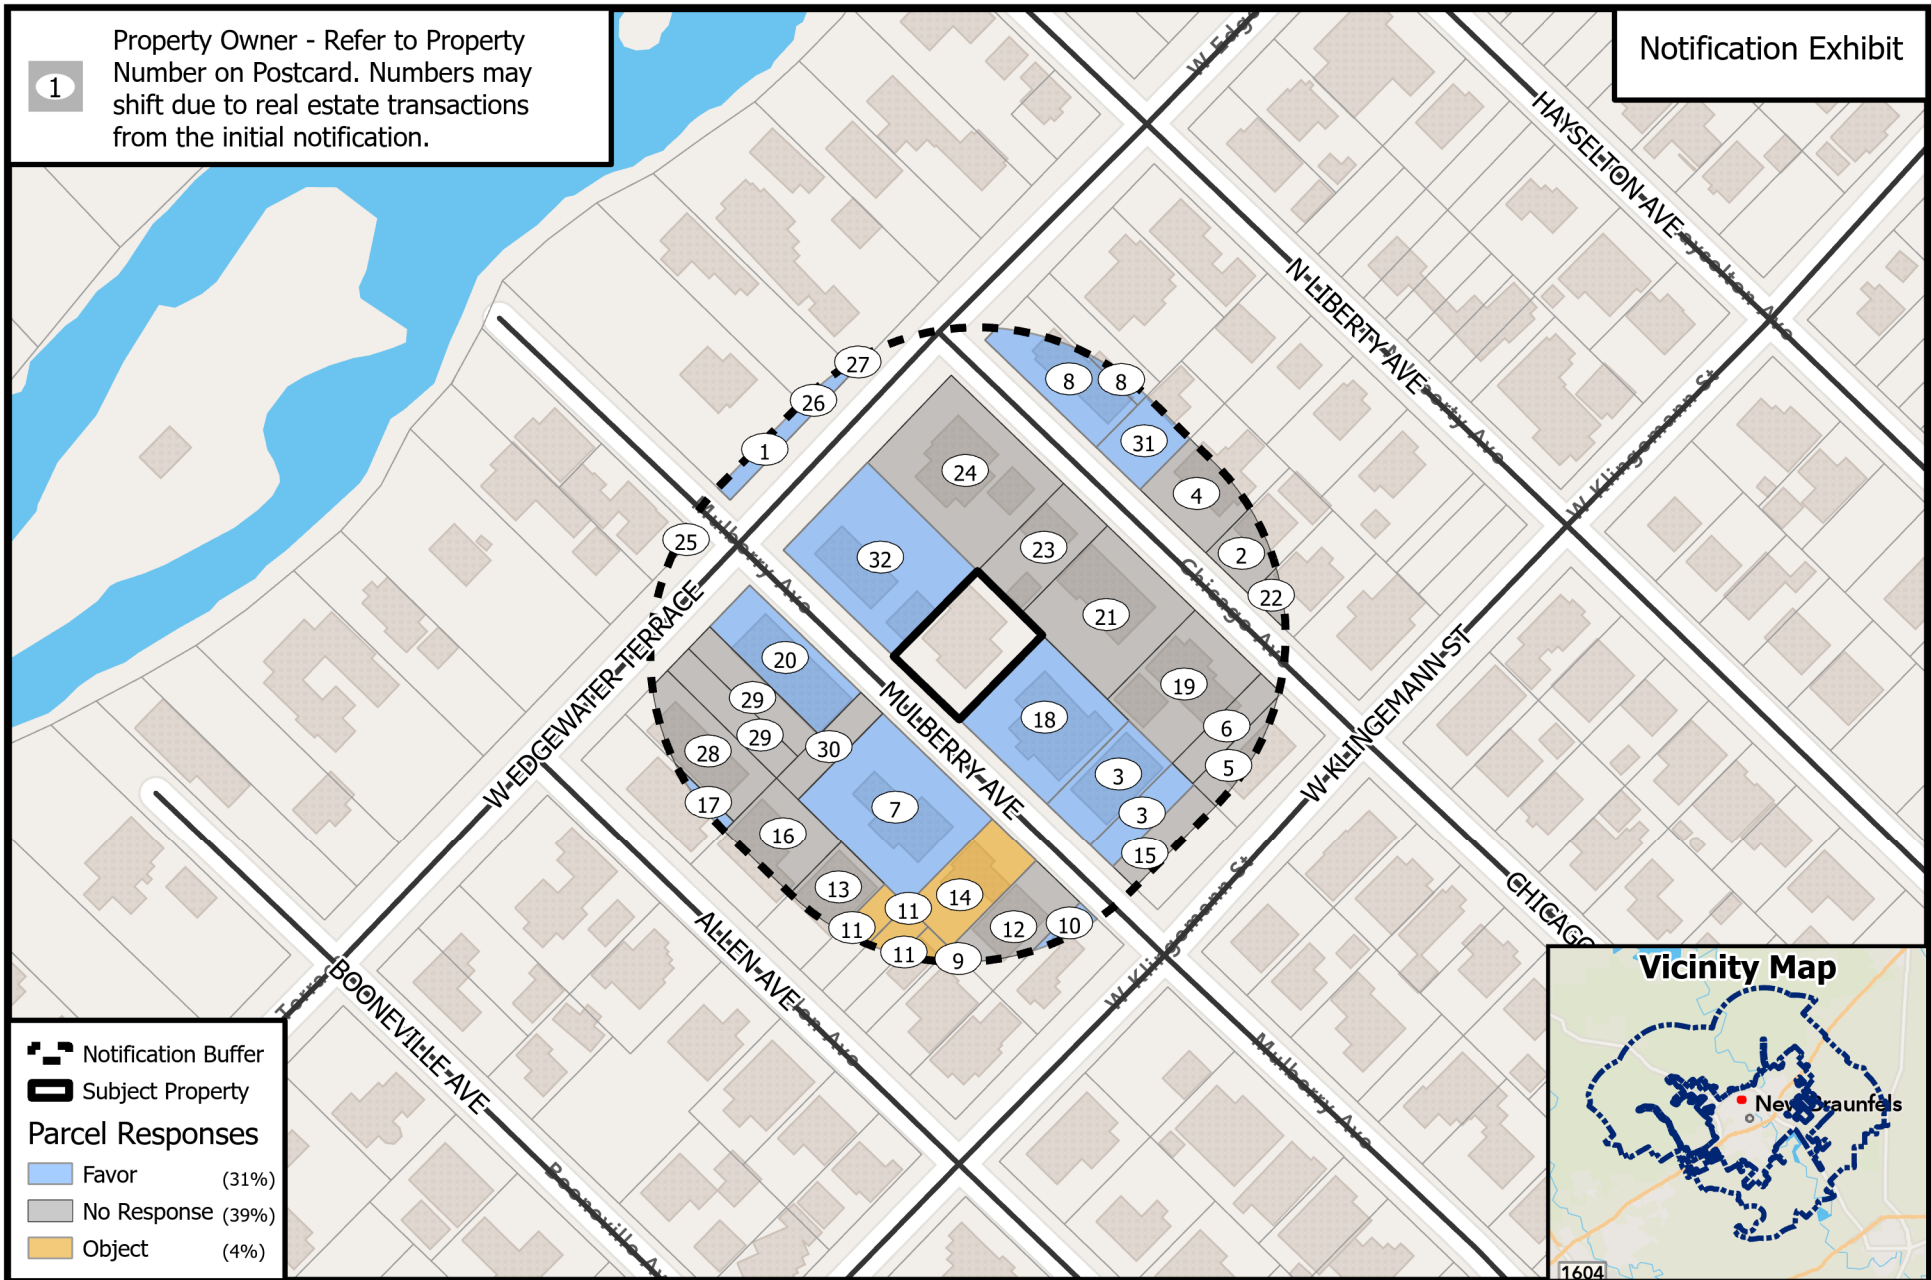 1
Property Owner - Refer to Property
Number on Postcard. Numbers may
shift due to real estate transactions
from the initial notification.
Notification Exhibit
HAYSELTON AVE
N LIBERTY AVE
W Klingemann St
27
8
8
26
31
1
24
4
25
23
2
32
22
Mulberry Ave
21
Chicago Ave
20
19
29
18
6
29
30
28
5
3
17
7
3
16
15
13
14
11
10
11
12
11
9
W EDGEWATER TERRACE
MULBERRY AVE
W KLINGEMANN ST
W Klingemann St
CHICAGO
ALLEN AVE
BOONEVILLE AVE
Mulberry Ave
Vicinity Map
New Braunfels
1604
Notification Buffer
Subject Property
Parcel Responses
Favor (31%)
No Response (39%)
Object (4%)